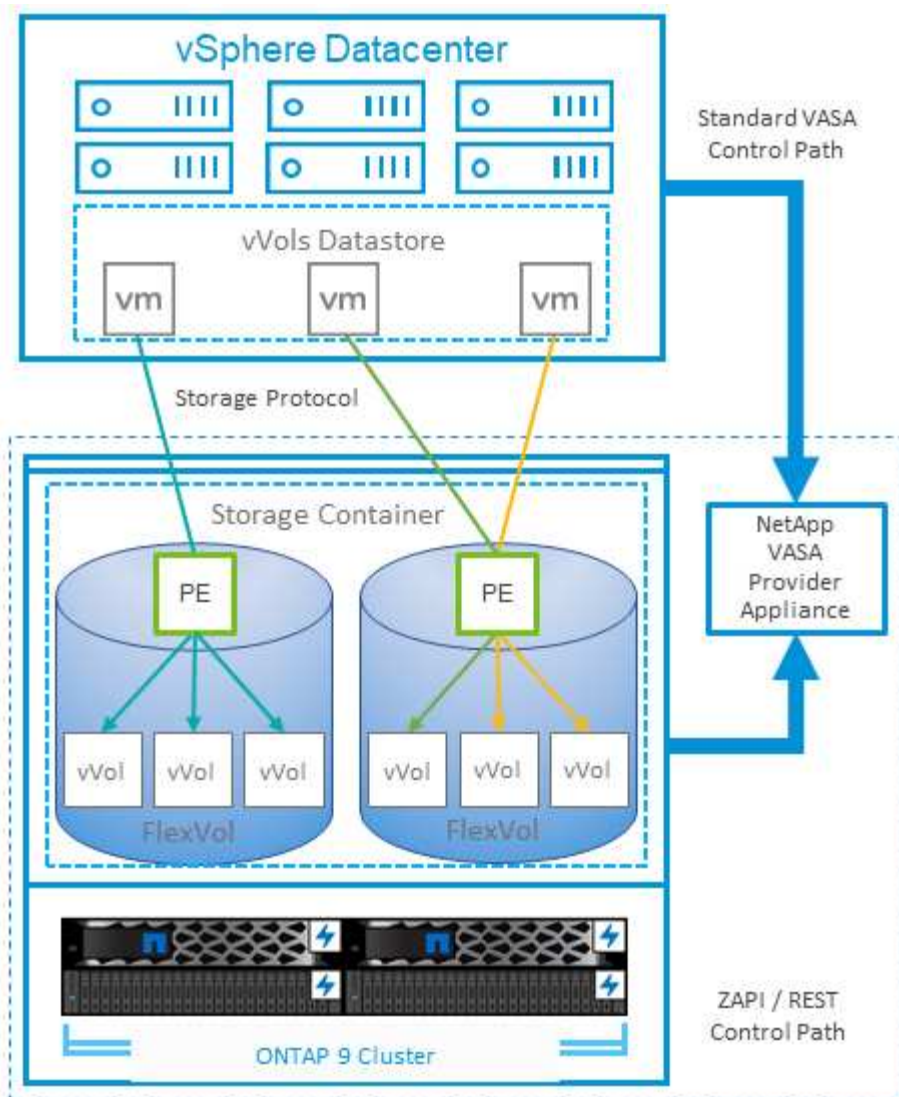 vSphere Datacenter
Standard VASA
Control Path
vVols Datastore
vm vm vm
Storage Protocol
Storage Container
NetApp
VASA
Provider
Appliance
PE PE
vVol vVol vVol vVol vVol vVol
FlexVol FlexVol
ZAPI / REST
Control Path
ONTAP 9 Cluster